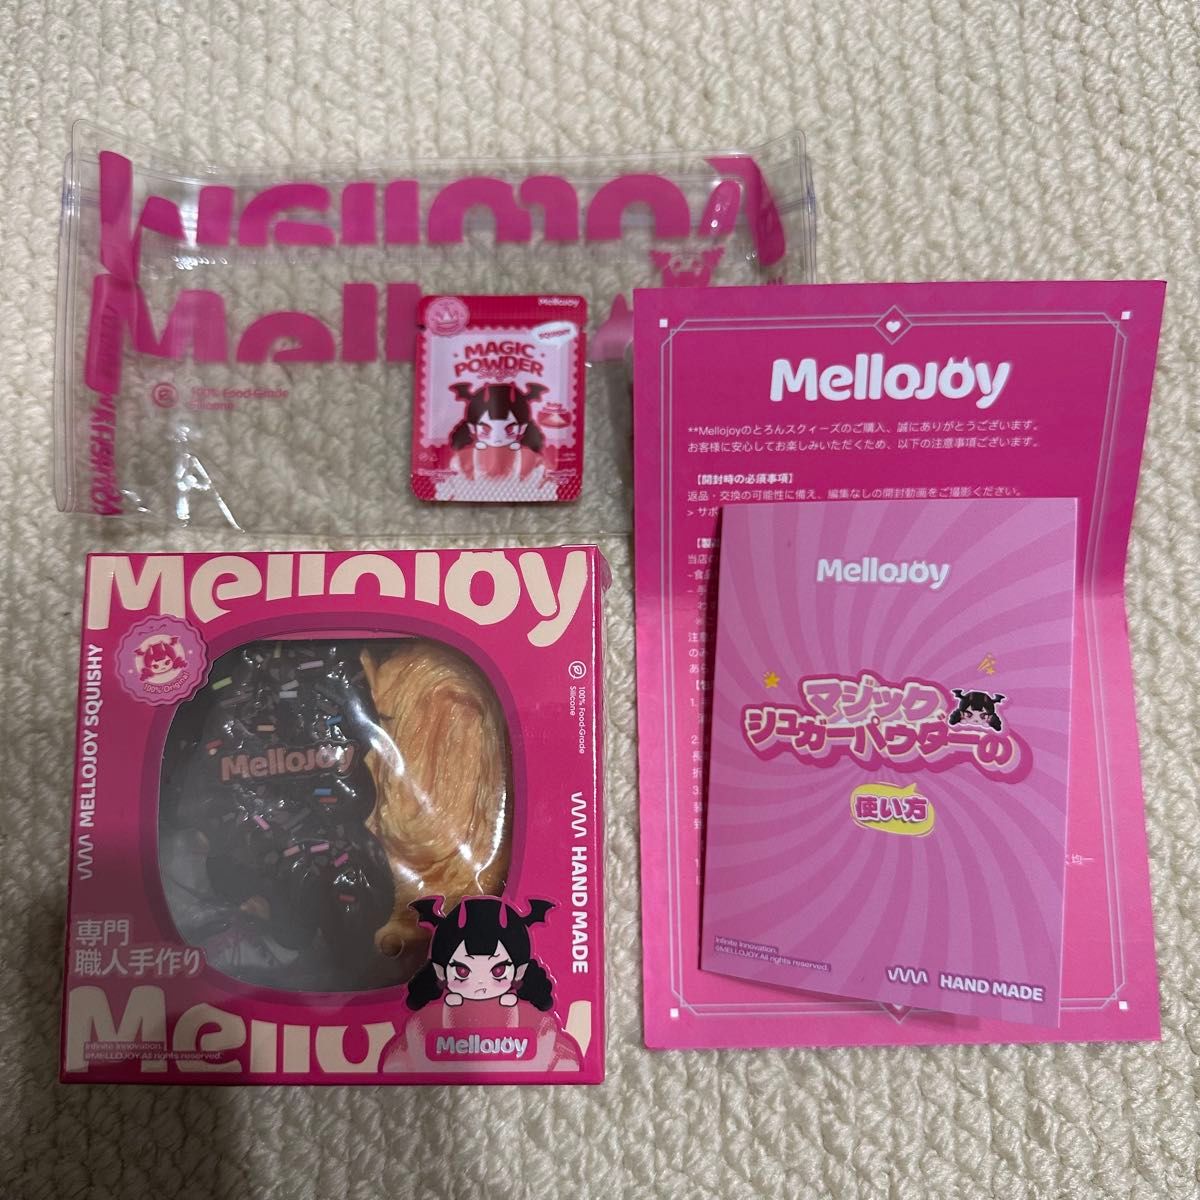 Mellojoy
Mellojoy
YOUSHSHYA
100% Food-Grade
Silicone
Mellojoy
MAGIC
POWDER
Mellojoy
**Mellojoyのとろんスクィーズのご購入、誠にありがとうございます。
お客様に安心してお楽しみいただくため、以下の注意事項ございます。
【開封時の必須事項】
返品・交換の可能性に備え、編集なしの開封動画をご撮影ください。
> サポ
Mellojoy
マジック
シュガーパウダーの
使い方
Infinite Innovation.
@MELLOJOY.All rights reserved.
HAND MADE
Mellojoy
100% Original
MELLOJOY SQUISHY
100% Food-Grade
Silicone
Mellojoy
HAND MADE
専門
職人手作り
Mellojoy
Infinite Innovation.
@MELLOJOY.All rights reserved.
Mellojoy